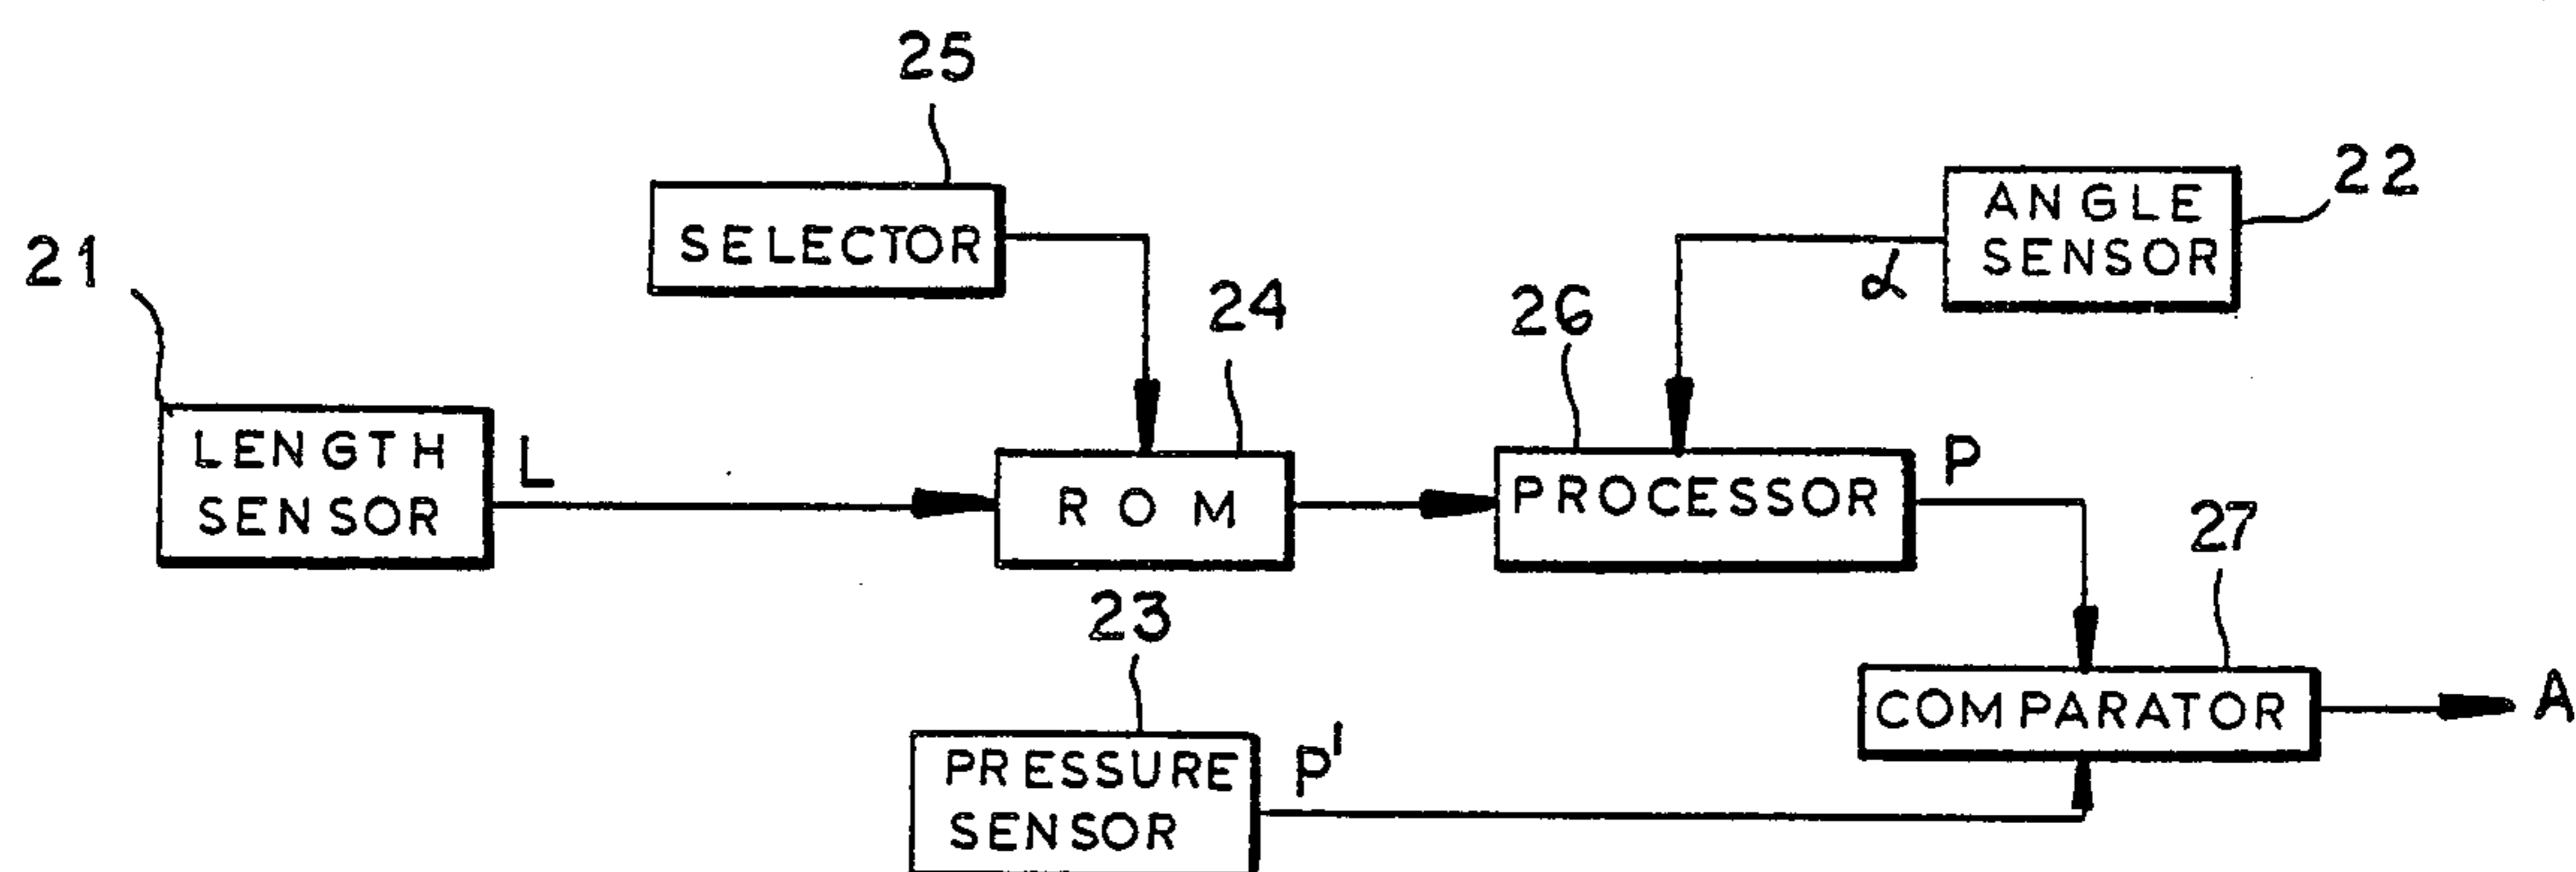 25
SELECTOR
ANGLE
SENSOR
22
α
21
LENGTH
SENSOR
L
24
ROM
26
PROCESSOR
P
27
COMPARATOR
A
23
PRESSURE
SENSOR
P'